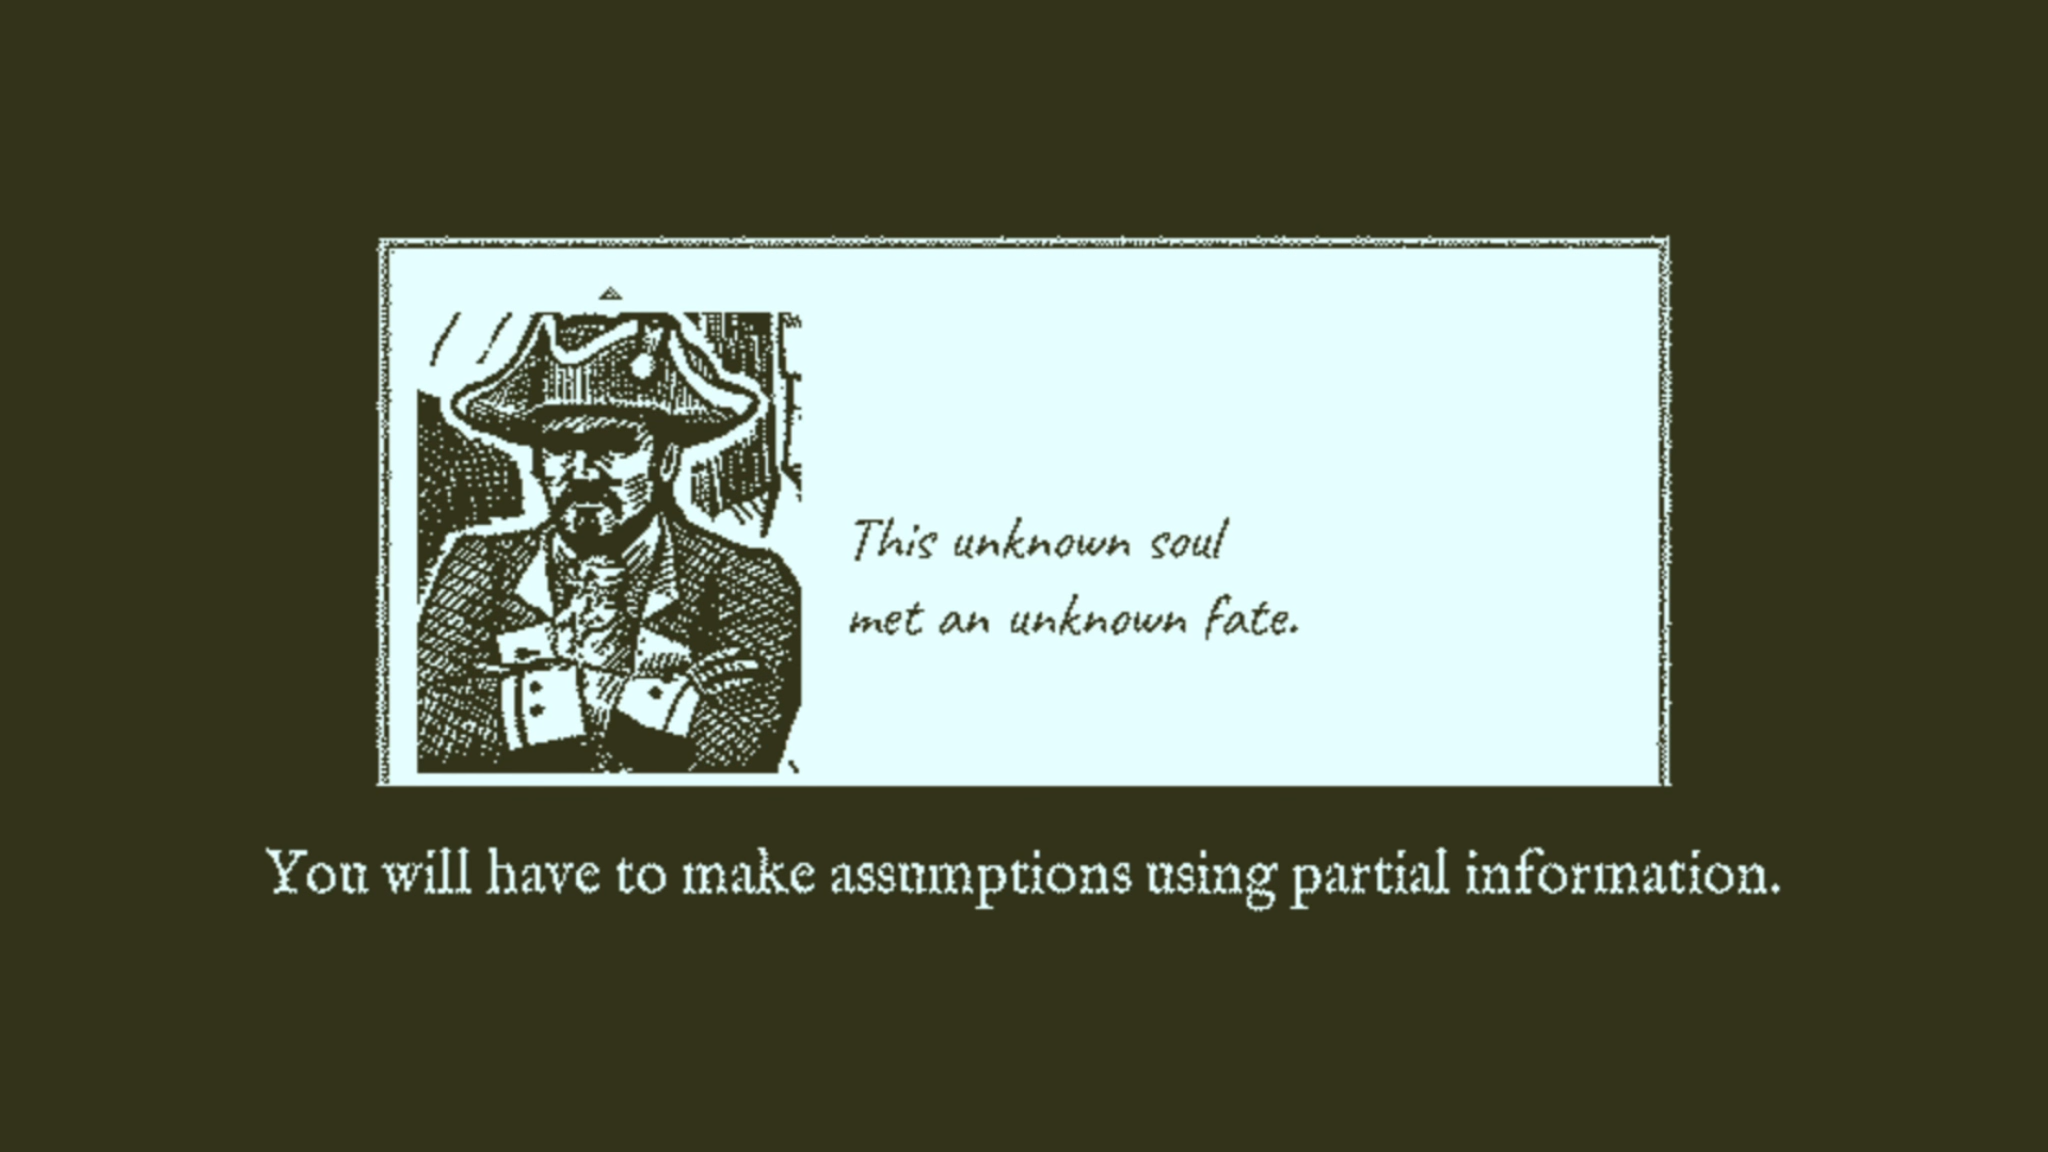 This unknown soul
met an unknown fate.
You will have to make assumptions using partial information.